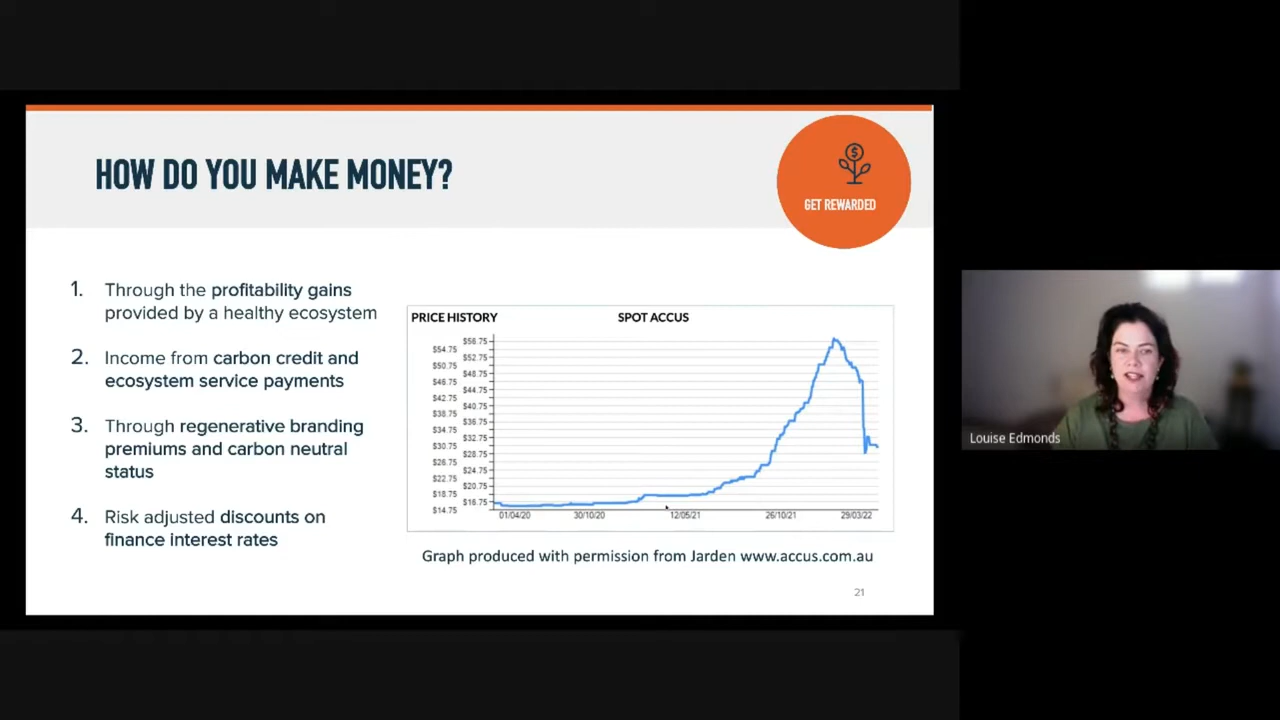 HOW DO YOU MAKE MONEY?
GET REWARDED
1. Through the profitability gains
provided by a healthy ecosystem
2. Income from carbon credit and
ecosystem service payments
3. Through regenerative branding
premiums and carbon neutral
status
4. Risk adjusted discounts on
finance interest rates
PRICE HISTORY SPOT ACCUS
$56.75
$54.75
$52.75
$50.75
$48.75
$46.75
$44.75
$42.75
$40.75
$38.75
$36.75
$34.75
$32.75
$30.75
$28.75
$26.75
$24.75
$22.75
$20.75
$18.75
$16.75
$14.75
01/04/20 30/10/20 12/05/21 26/10/21 29/03/22
Graph produced with permission from Jarden www.accus.com.au
21
Louise Edmonds